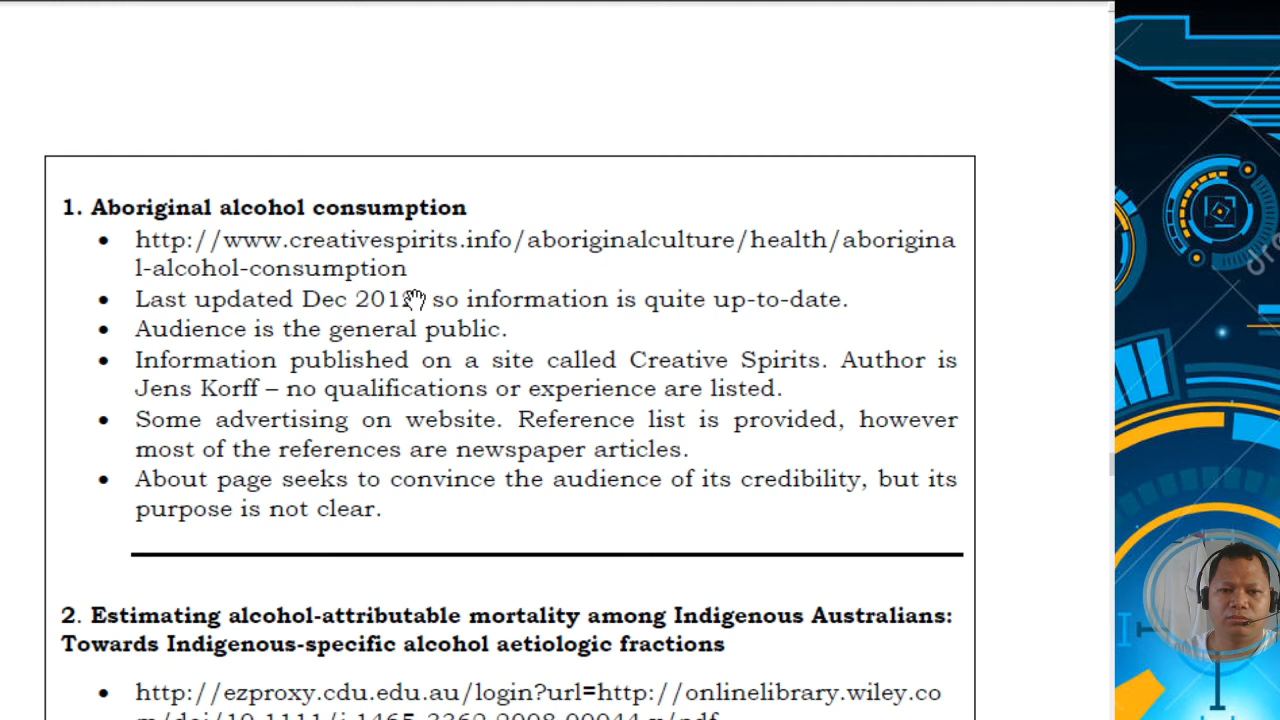 1. Aboriginal alcohol consumption
• http://www.creativespirits.info/aboriginalculture/health/aborigina
l-alcohol-consumption
• Last updated Dec so information is quite up-to-date.
• Audience is the general public.
• Information published on a site called Creative Spirits. Author is
Jens Korff – no qualifications or experience are listed.
• Some advertising on website. Reference list is provided, however
most of the references are newspaper articles.
• About page seeks to convince the audience of its credibility, but its
purpose is not clear.
2. Estimating alcohol-attributable mortality among Indigenous Australians:
Towards Indigenous-specific alcohol aetiologic fractions
• http://ezproxy.cdu.edu.au/login?url=http://onlinelibrary.wiley.co